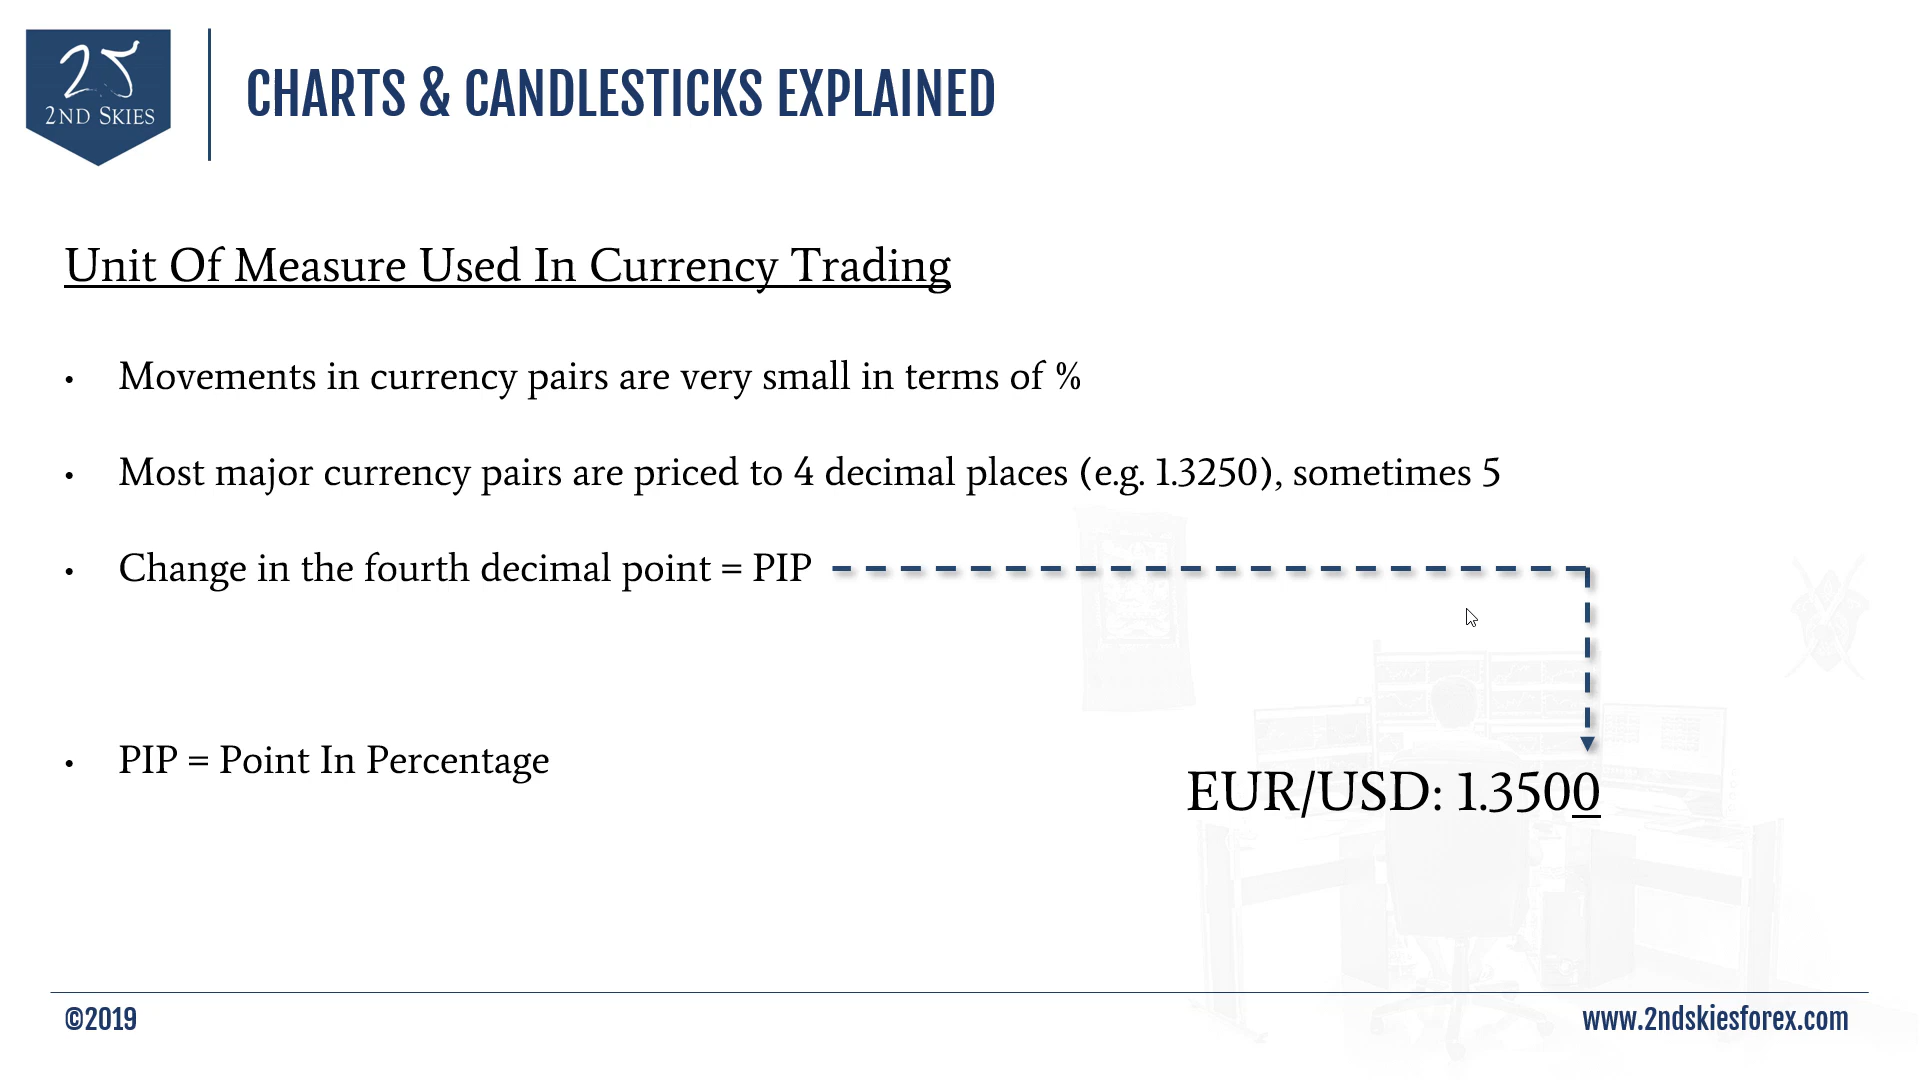 25
2ND SKIES
CHARTS & CANDLESTICKS EXPLAINED
Unit Of Measure Used In Currency Trading
• Movements in currency pairs are very small in terms of %
• Most major currency pairs are priced to 4 decimal places (e.g. 1.3250), sometimes 5
• Change in the fourth decimal point = PIP
• PIP = Point In Percentage
EUR/USD: 1.3500
©2019
www.2ndskiesforex.com